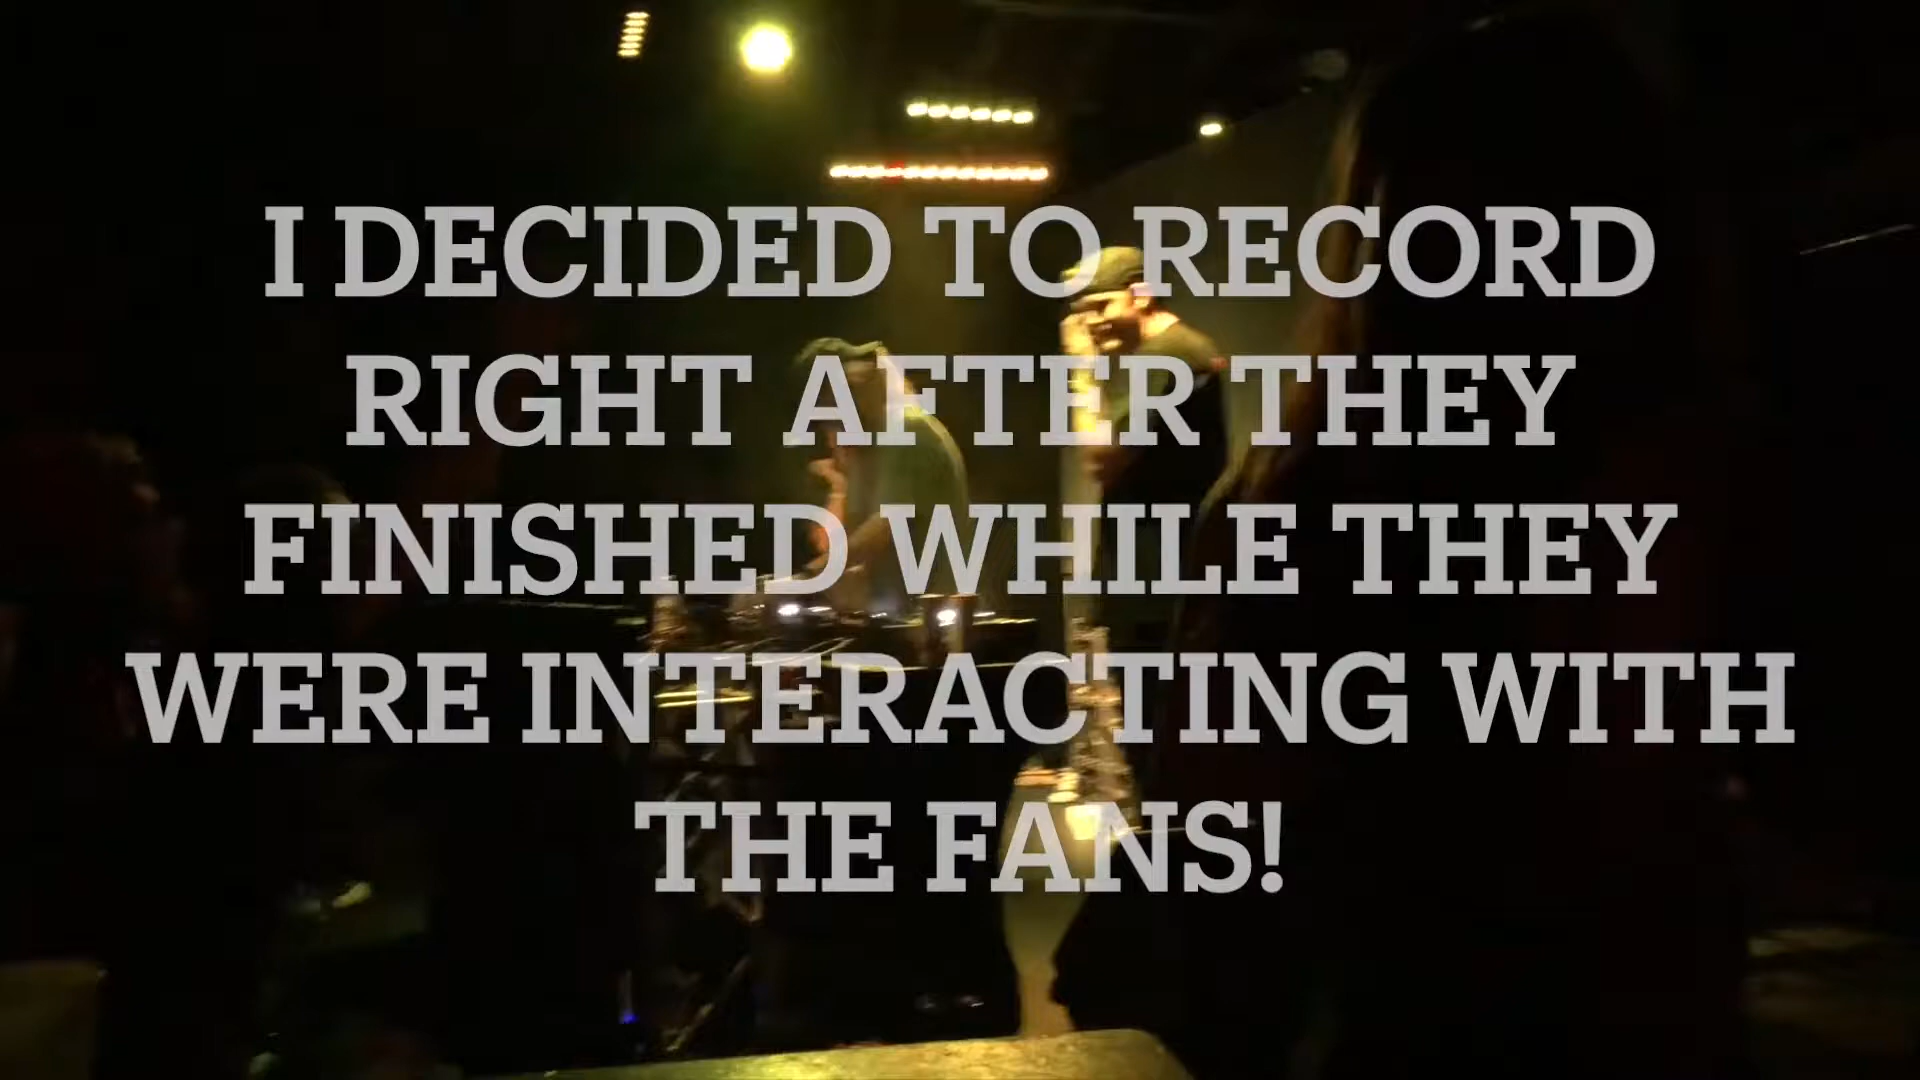 I DECIDED TO RECORD
RIGHT AFTER THEY
FINISHED WHILE THEY
WERE INTERACTING WITH
THE FANS!